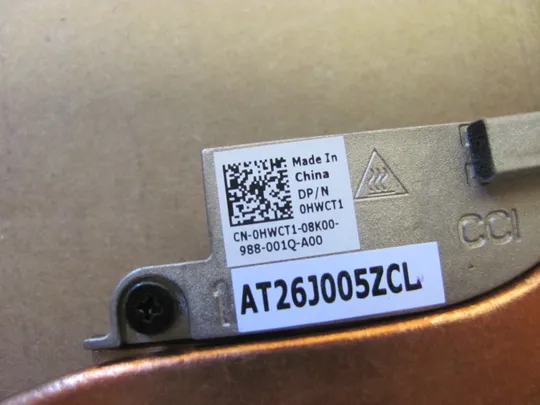 Made In
China
DP/N
0HWCT1
CN-0HWCT1-08K00-
988-001Q-A00
CCI
1
AT26J005ZCL